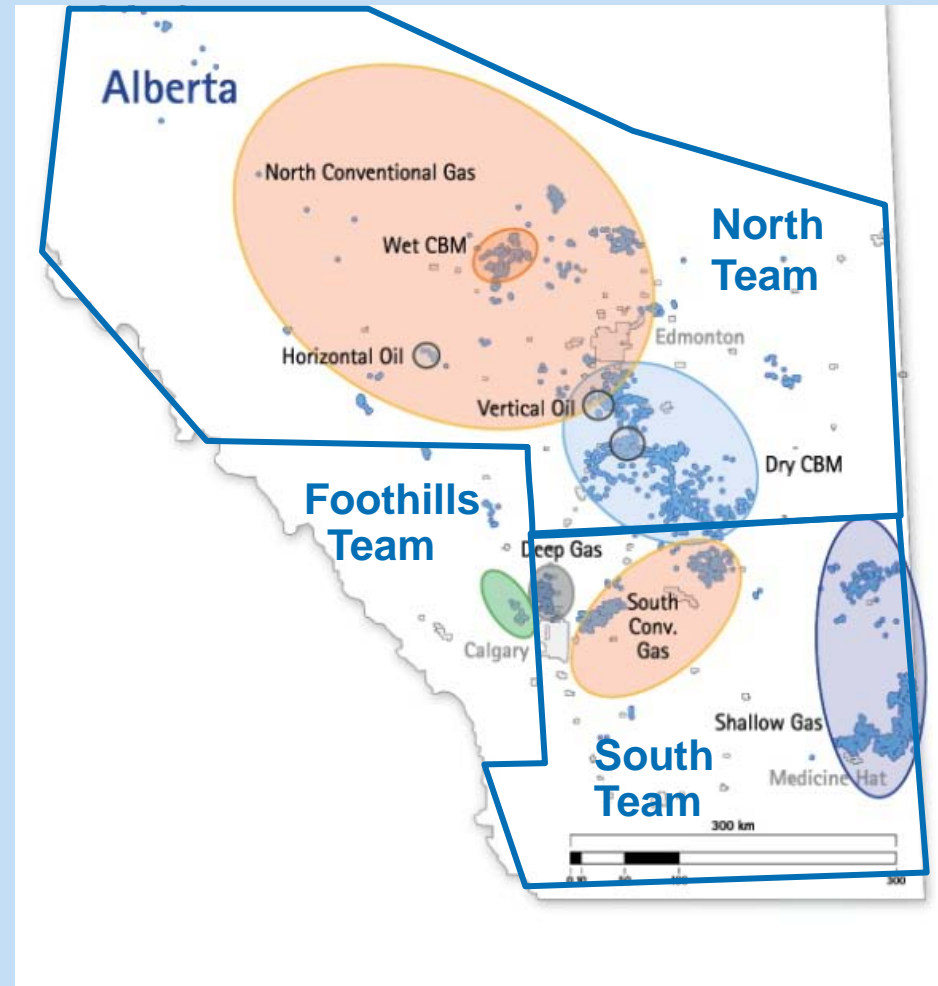 Alberta
North Conventional Gas
North
Team
Wet CBM
Edmonton
Horizontal Oil
Vertical Oil
Dry CBM
Foothills
Team
Deep Gas
South
Conv.
Gas
Calgary
Shallow Gas
South
Team
Medicine Hat
300 km
300